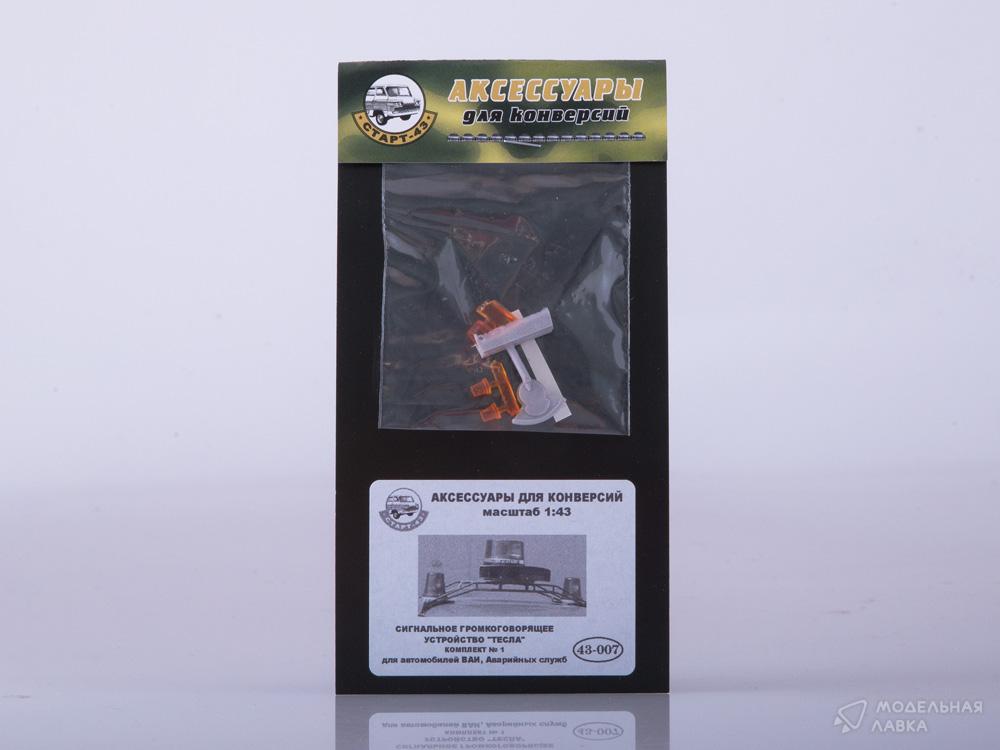 АКСЕССУАРЫ
для конверсий
СТАРТ-43
АКСЕССУАРЫ ДЛЯ КОНВЕРСИЙ
масштаб 1:43
СТАРТ-43
СИГНАЛЬНОЕ ГРОМКОГОВОРЯЩЕЕ
УСТРОЙСТВО "ТЕСЛА"
КОМПЛЕКТ № 1
для автомобилей ВАИ, Аварийных служб
43-007
МОДЕЛЬНАЯ
ЛАВКА